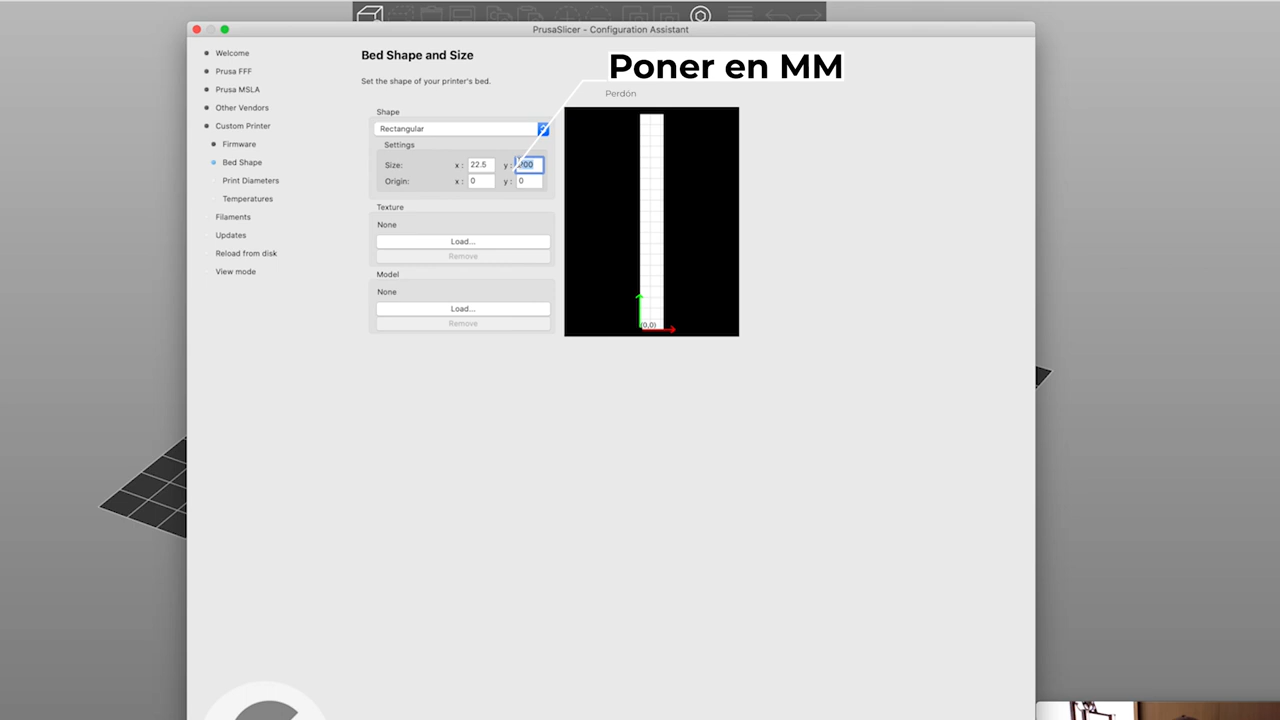 PrusaSlicer - Configuration Assistant
Welcome
Prusa FFF
Prusa MSLA
Other Vendors
Custom Printer
Firmware
Bed Shape
Print Diameters
Temperatures
Filaments
Updates
Reload from disk
View mode
Bed Shape and Size
Poner en MM
Set the shape of your printer's bed.
Perdón
Shape
Rectangular
Settings
Size: x : 22.5 y :
Origin: x : 0 y : 0
Texture
None
Load...
Remove
Model
None
Load...
Remove
(0,0)